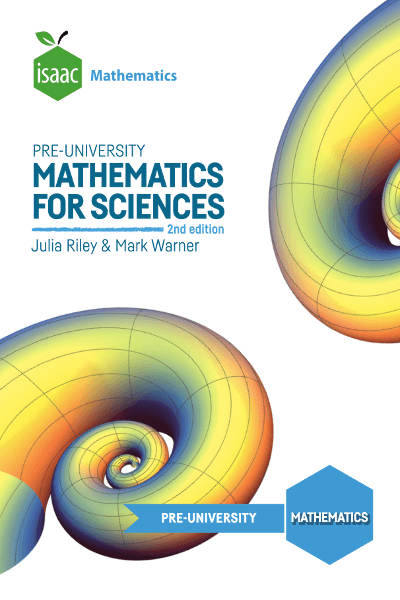 isaac
Mathematics
PRE-UNIVERSITY
MATHEMATICS
FOR SCIENCES
2nd edition
Julia Riley & Mark Warner
PRE-UNIVERSITY
MATHEMATICS